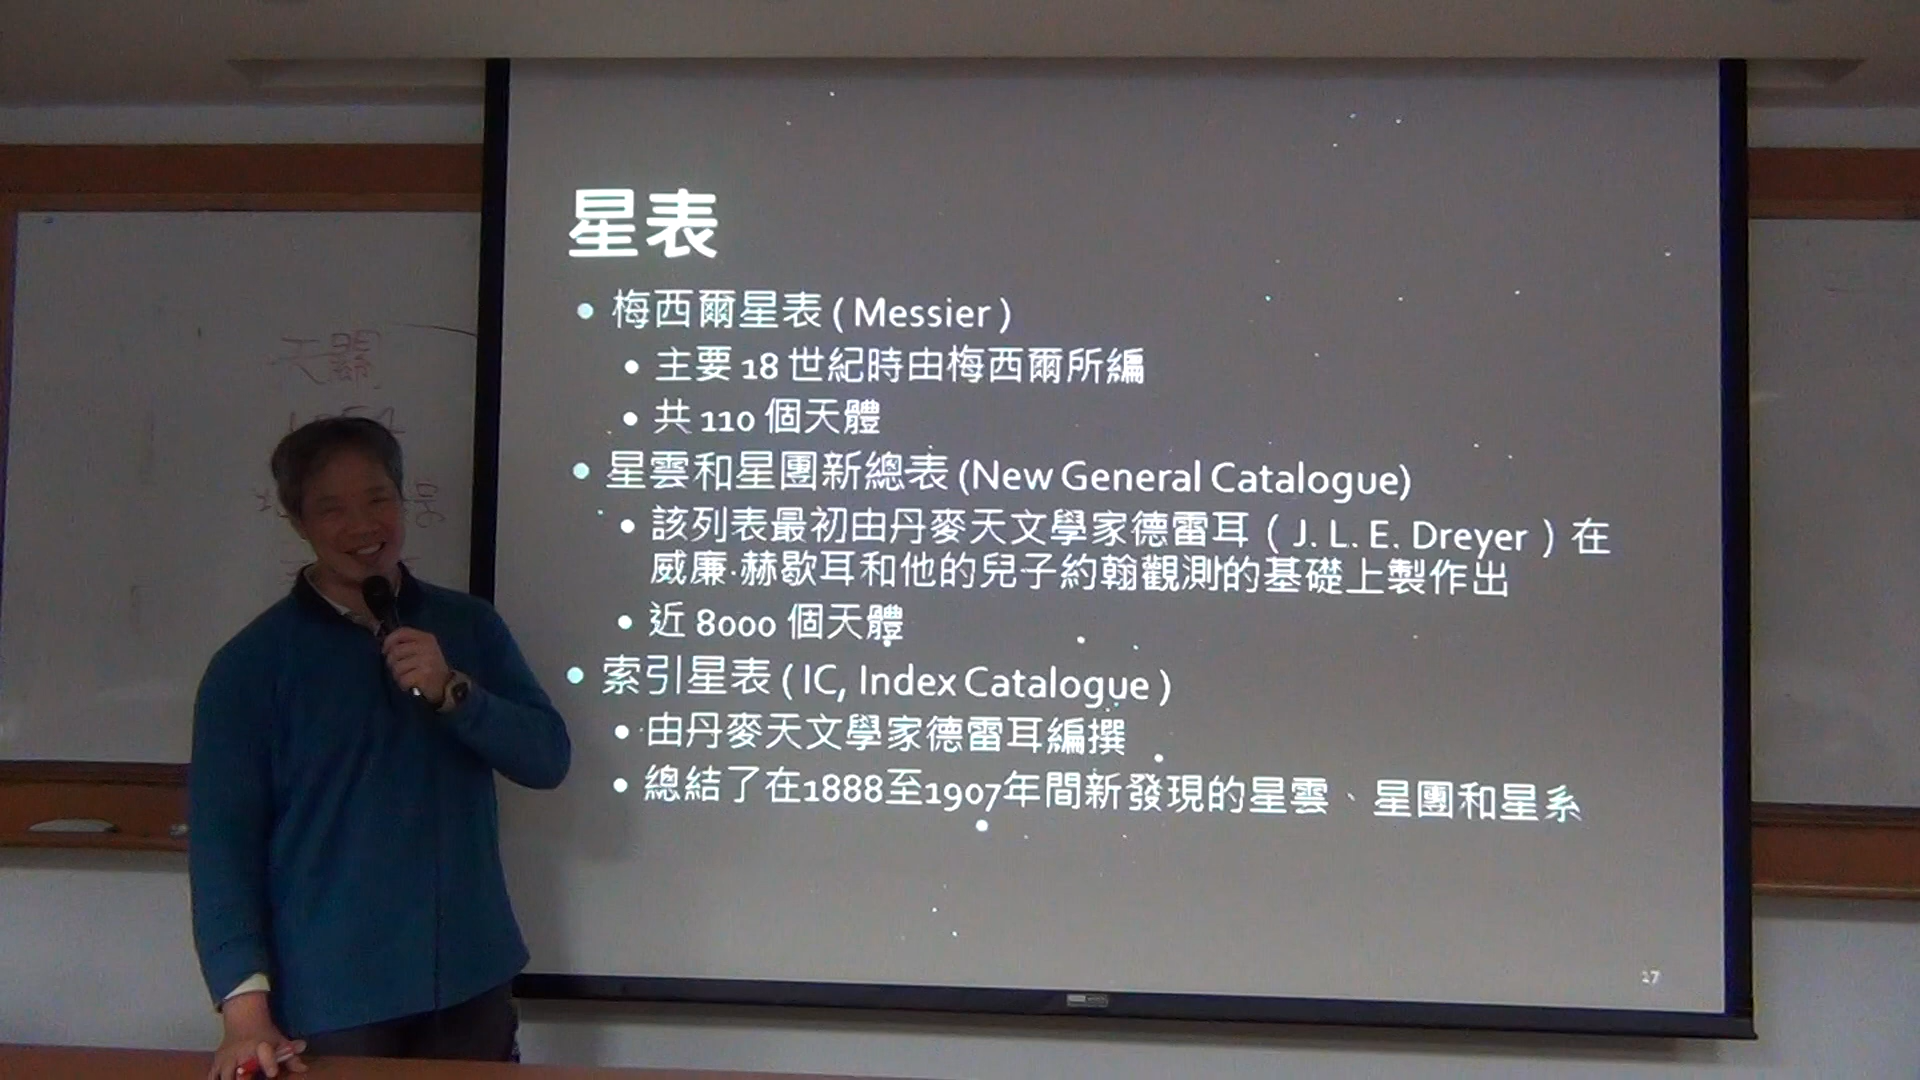 星表
• 梅西爾星表 ( Messier )
• 主要 18 世紀時由梅西爾所編
• 共 110 個天體
• 星雲和星團新總表 (New General Catalogue)
• 該列表最初由丹麥天文學家德雷耳（J. L. E. Dreyer）在
威廉·赫歇耳和他的兒子約翰觀測的基礎上製作出
• 近 8000 個天體
• 索引星表 ( IC, Index Catalogue )
• 由丹麥天文學家德雷耳編撰
• 總結了在1888至1907年間新發現的星雲、星團和星系
17
天關